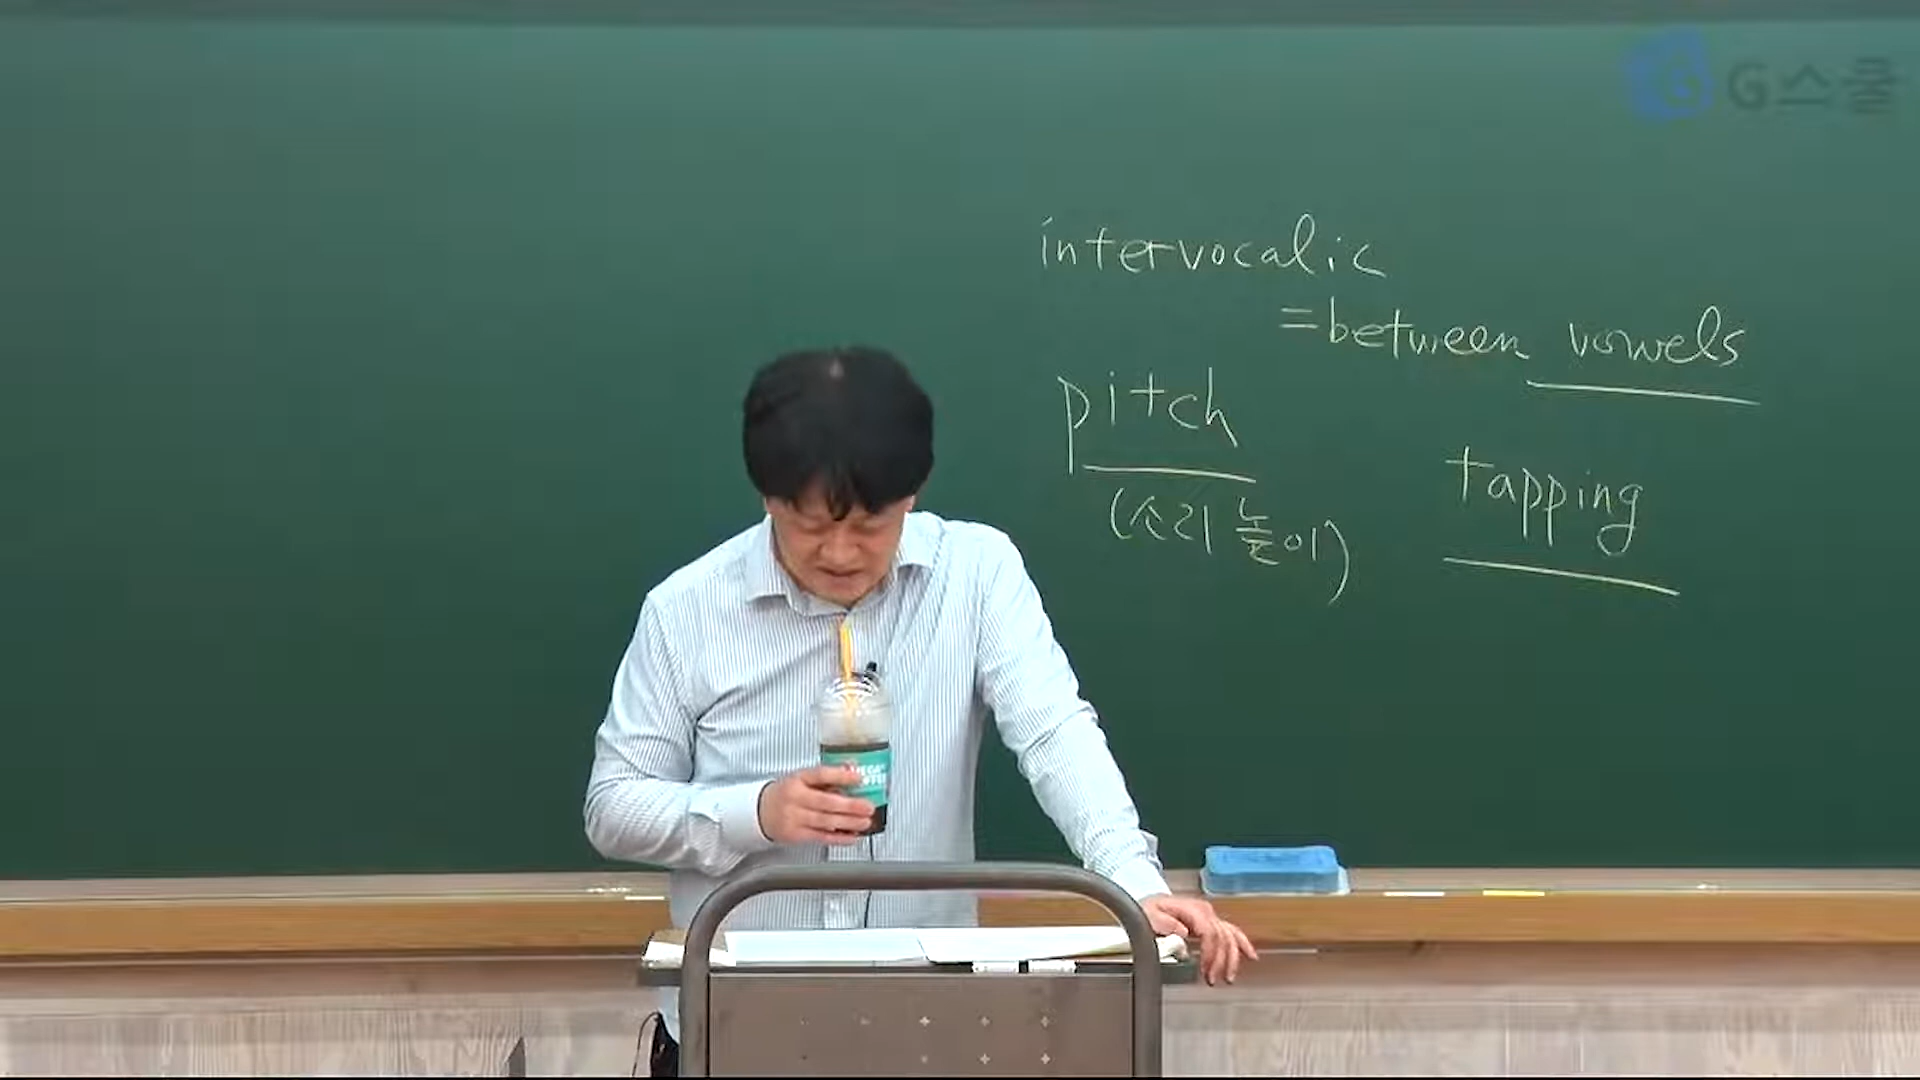 G스쿨
intervocalic
=between vowels
pitch
(소리 높이)
tapping